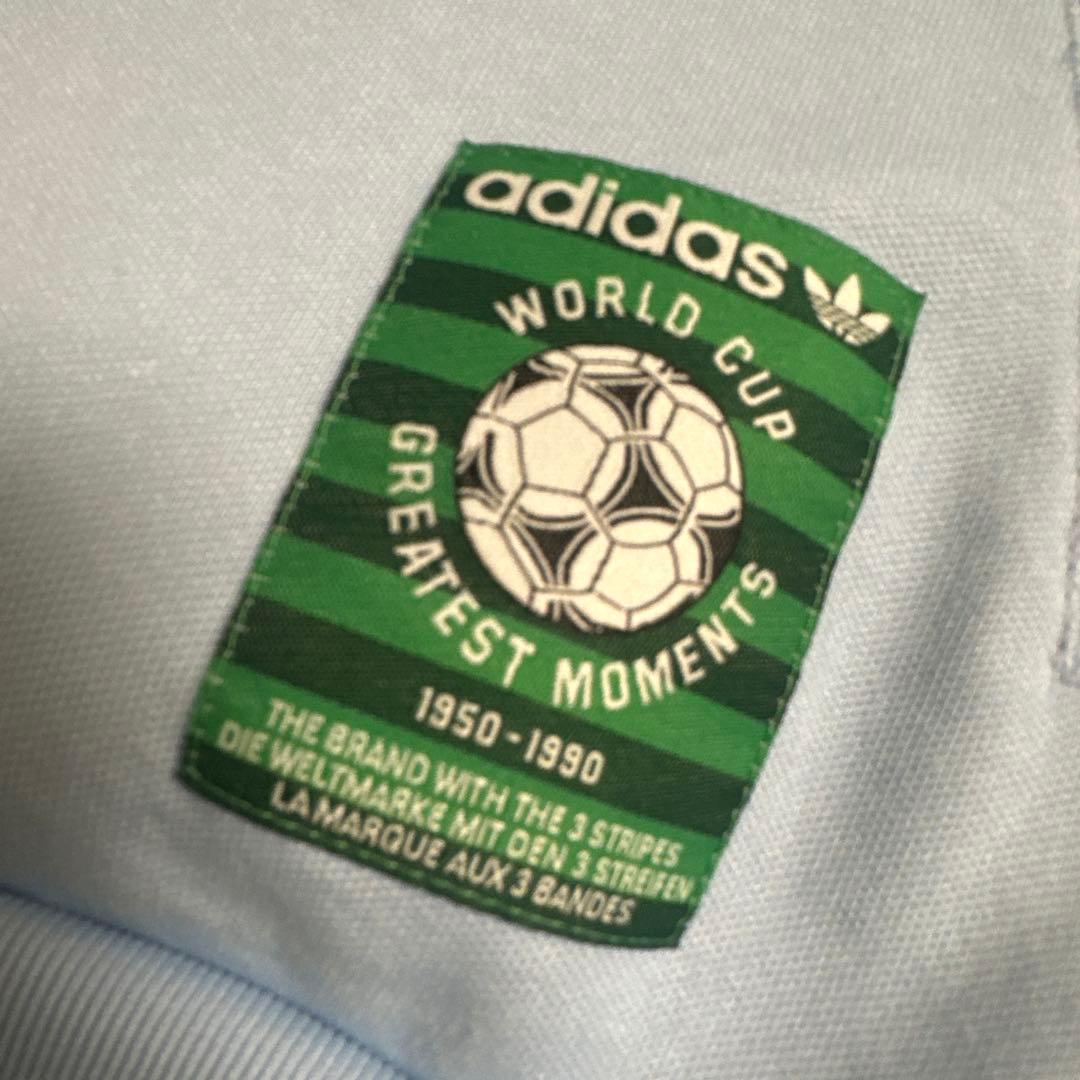 adidas
WORLD CUP
GREATEST MOMENTS
1950-1990
THE BRAND WITH THE 3 STRIPES
DIE WELTMARKE MIT DEN 3 STREIFEN
LA MARQUE AUX 3 BANDES